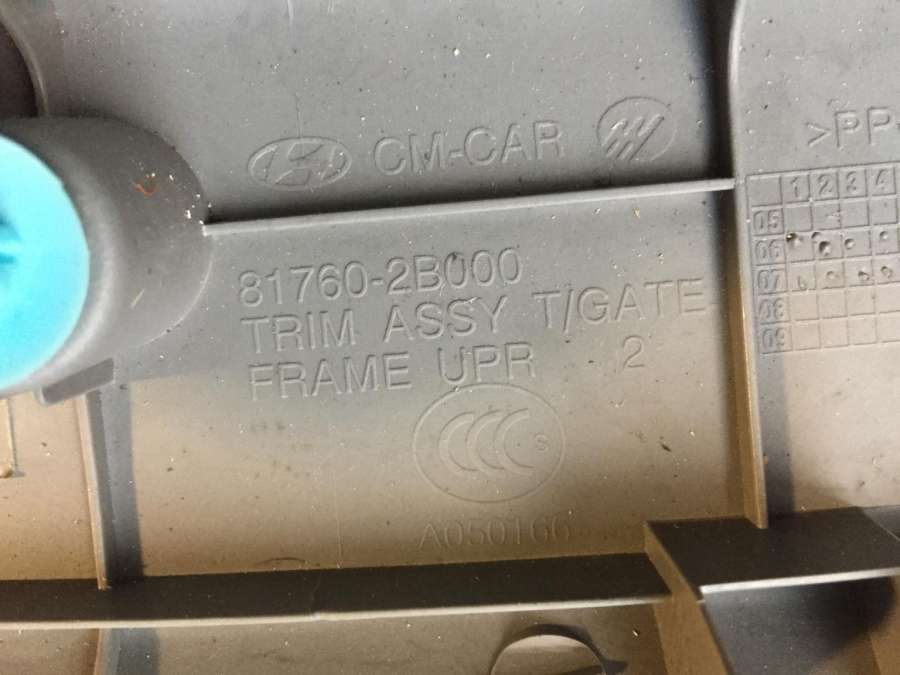 CM-CAR
>PP
1 2 3 4
05
06
07
08
09
81760-2B000
TRIM ASSY T/GATE
FRAME UPR 2
CCC S
A050166